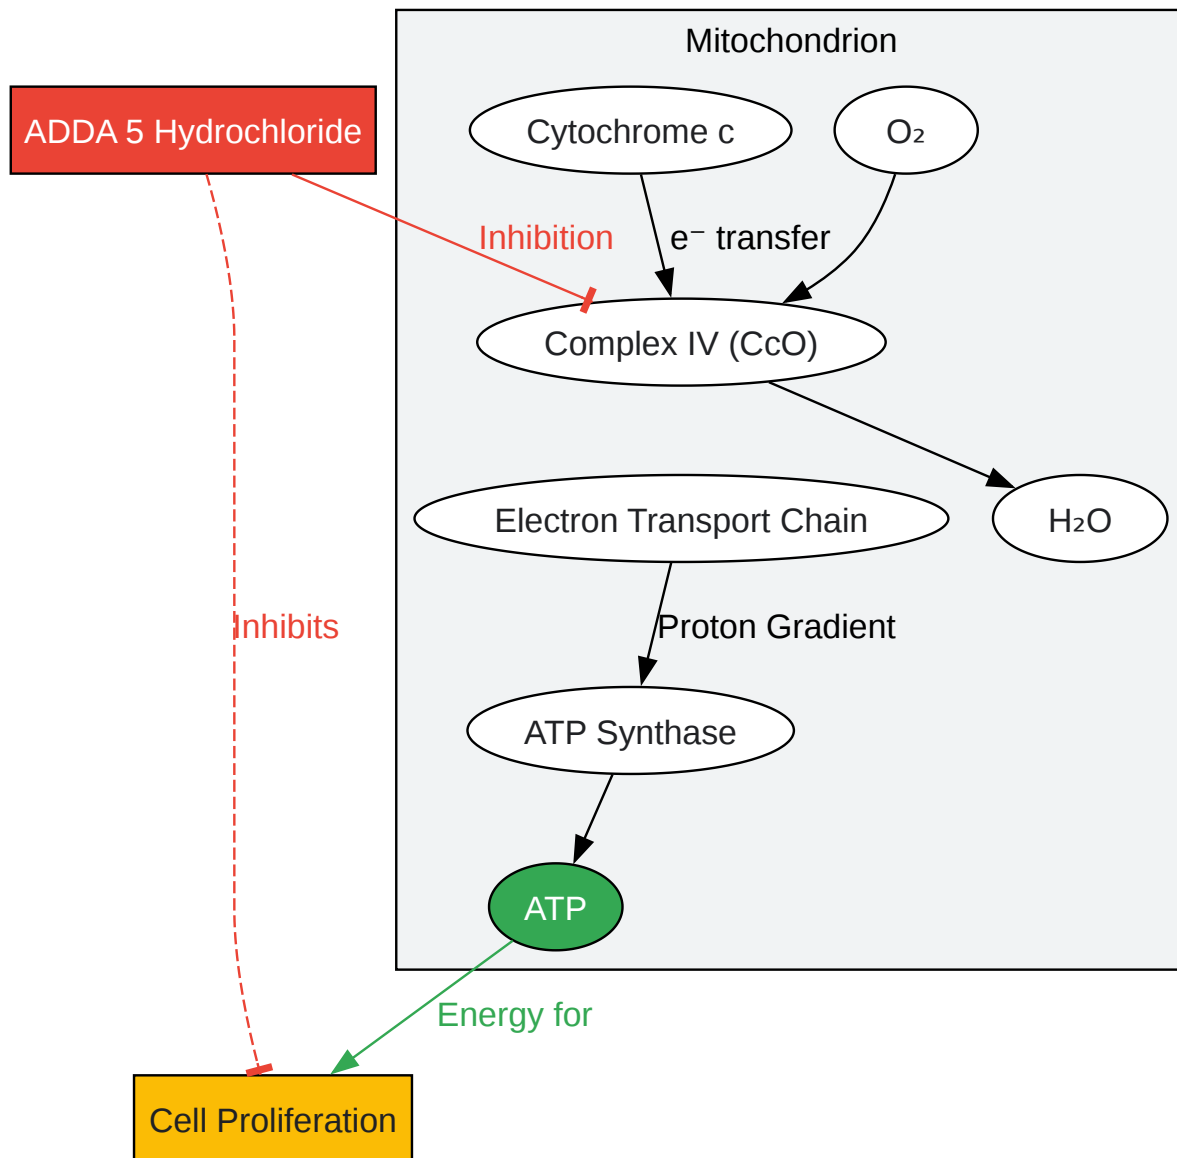 Mitochondrion
ADDA 5 Hydrochloride
Cytochrome c
O₂
Inhibition
e⁻ transfer
Complex IV (CcO)
Electron Transport Chain
H₂O
Inhibits
Proton Gradient
ATP Synthase
ATP
Energy for
Cell Proliferation